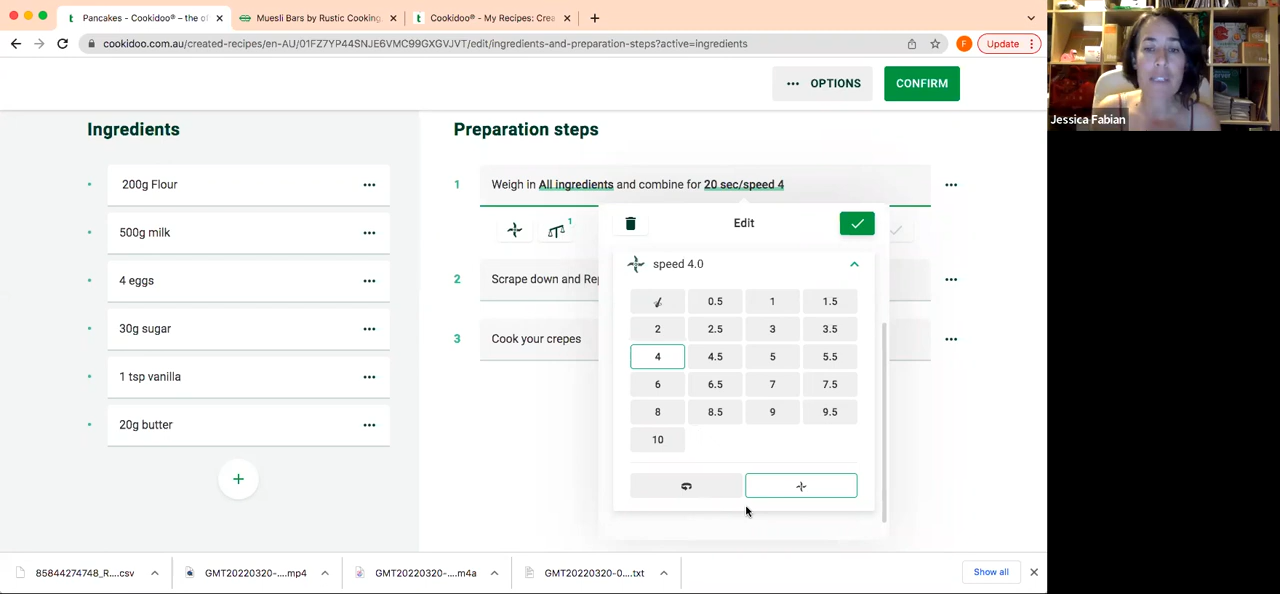 Pancakes - Cookidoo® – the of
Muesli Bars by Rustic Cooking.
Cookidoo® - My Recipes: Crea
cookidoo.com.au/created-recipes/en-AU/01FZ7YP44SNJE6VMC99GXGVJVT/edit/ingredients-and-preparation-steps?active=ingredients
F
Update
Jessica Fabian
OPTIONS
CONFIRM
Ingredients
200g Flour
500g milk
4 eggs
30g sugar
1 tsp vanilla
20g butter
Preparation steps
1 Weigh in All ingredients and combine for 20 sec/speed 4
1
2 Scrape down and Rep
3 Cook your crepes
Edit
speed 4.0
0.5 1 1.5
2 2.5 3 3.5
4 4.5 5 5.5
6 6.5 7 7.5
8 8.5 9 9.5
10
85844274748_R....csv
GMT20220320-....mp4
GMT20220320-....m4a
GMT20220320-0....txt
Show all